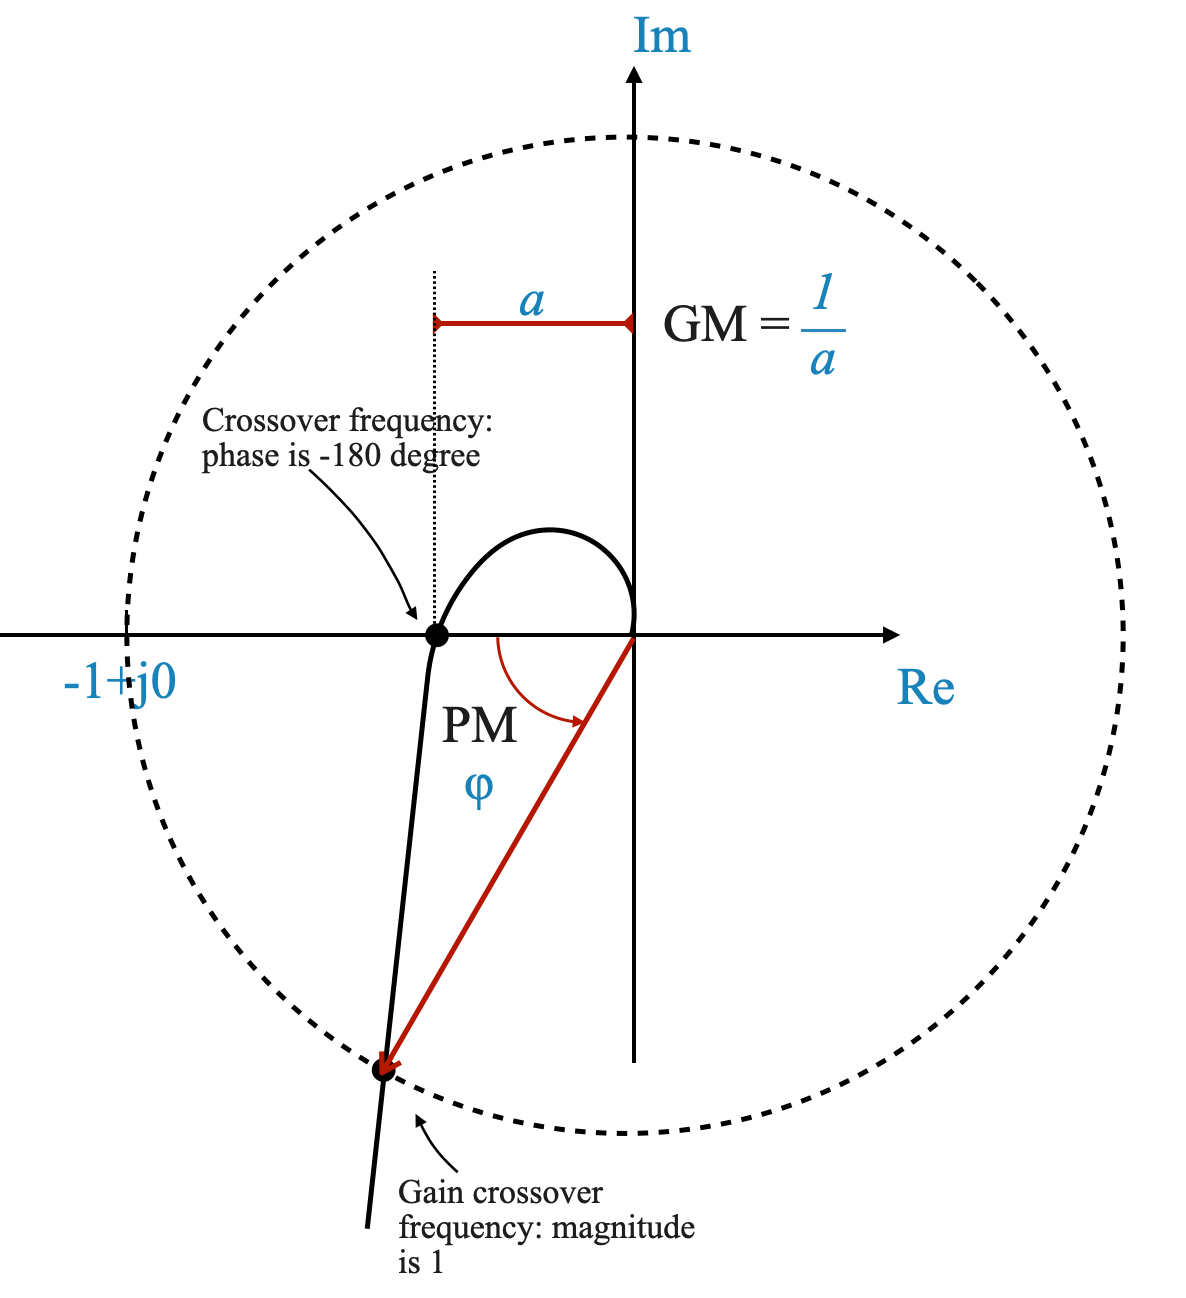 Im
a
GM = 1/a
Crossover frequency:
phase is -180 degree
-1+j0
Re
PM
φ
Gain crossover
frequency: magnitude
is 1